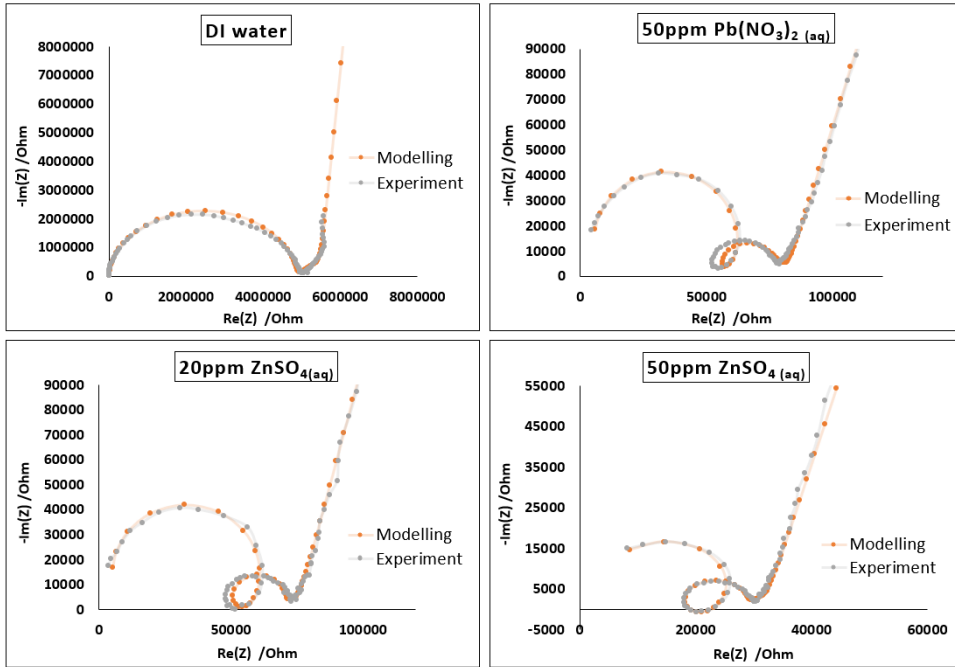 DI water
8000000
7000000
6000000
5000000
4000000
3000000
2000000
1000000
0
-Im(Z) /Ohm
Modelling
Experiment
0 2000000 4000000 6000000 8000000
Re(Z) /Ohm
50ppm Pb(NO3)2 (aq)
90000
80000
70000
60000
50000
40000
30000
20000
10000
0
-Im(Z) /Ohm
Modelling
Experiment
0 50000 100000
Re(Z) /Ohm
20ppm ZnSO4(aq)
90000
80000
70000
60000
50000
40000
30000
20000
10000
0
-Im(Z) /Ohm
Modelling
Experiment
0 50000 100000
Re(Z) /Ohm
50ppm ZnSO4 (aq)
55000
45000
35000
25000
15000
5000
-5000
-Im(Z) /Ohm
Modelling
Experiment
0 20000 40000 60000
Re(Z) /Ohm